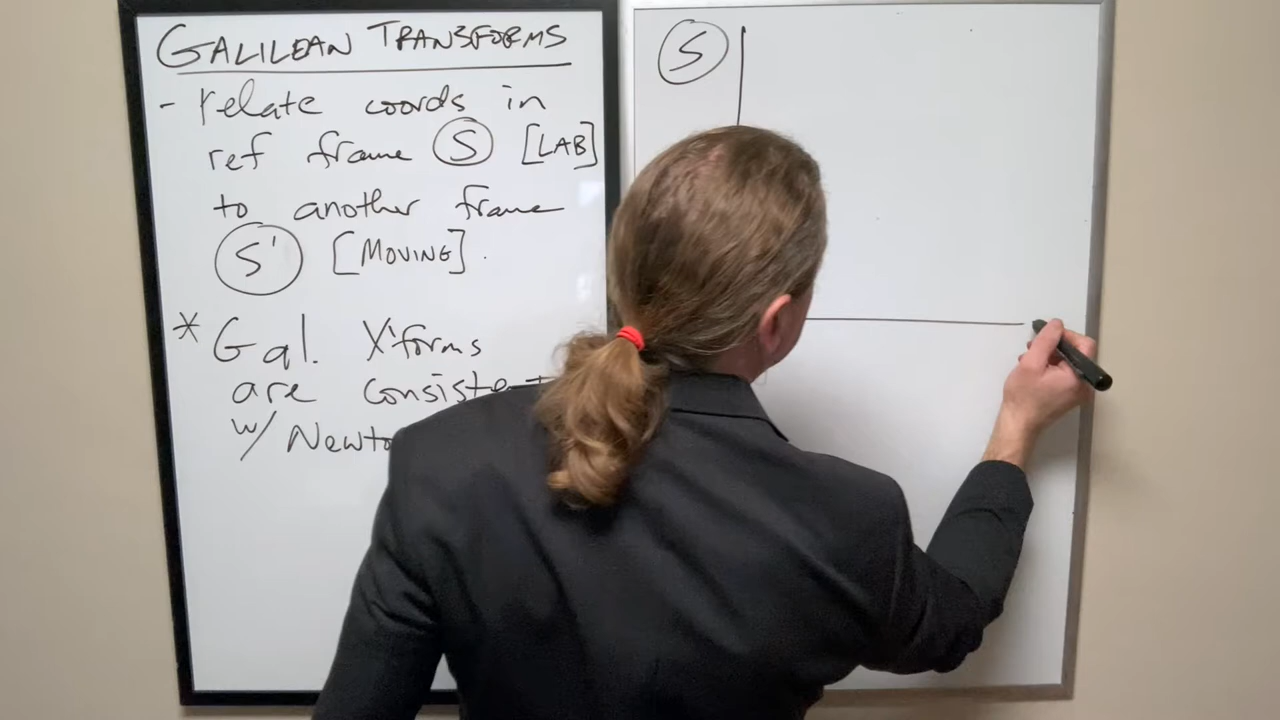 GALILEAN TRANSFORMS
- relate coords in
ref frame S [LAB]
to another frame
S' [MOVING].
* Gal. X'forms
are
w/
S